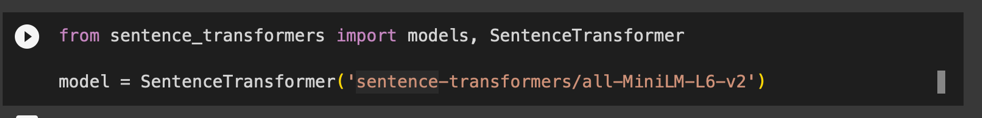 from sentence_transformers import models, SentenceTransformer
model = SentenceTransformer('sentence-transformers/all-MiniLM-L6-v2')